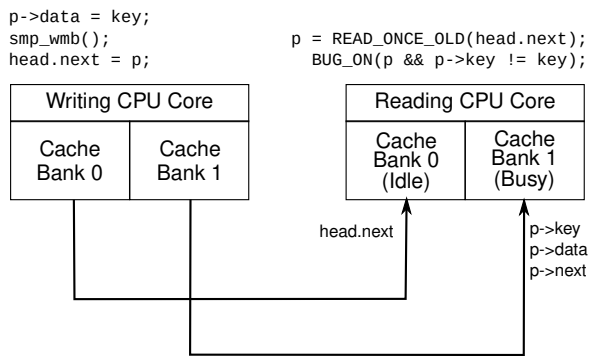 p->data = key;
smp_wmb();
head.next = p;
p = READ_ONCE_OLD(head.next);
BUG_ON(p && p->key != key);
Writing CPU Core
Cache
Bank 0
Cache
Bank 1
Reading CPU Core
Cache
Bank 0
(Idle)
Cache
Bank 1
(Busy)
head.next
p->key
p->data
p->next